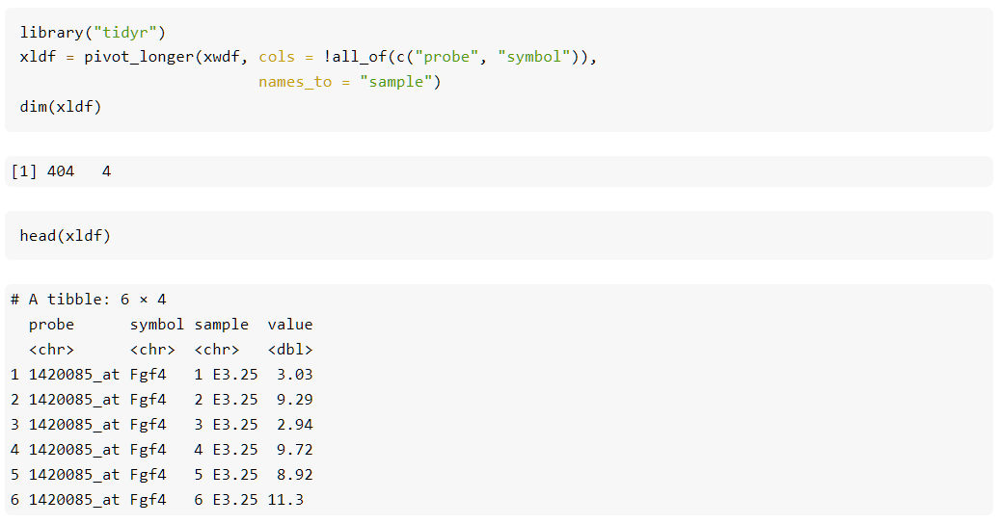 library("tidyr")
xldf = pivot_longer(xwdf, cols = !all_of(c("probe", "symbol")),
                          names_to = "sample")
dim(xldf)
[1] 404   4
head(xldf)
# A tibble: 6 × 4
  probe      symbol sample  value
  <chr>      <chr>  <chr>   <dbl>
1 1420085_at Fgf4   1 E3.25  3.03
2 1420085_at Fgf4   2 E3.25  9.29
3 1420085_at Fgf4   3 E3.25  2.94
4 1420085_at Fgf4   4 E3.25  9.72
5 1420085_at Fgf4   5 E3.25  8.92
6 1420085_at Fgf4   6 E3.25 11.3